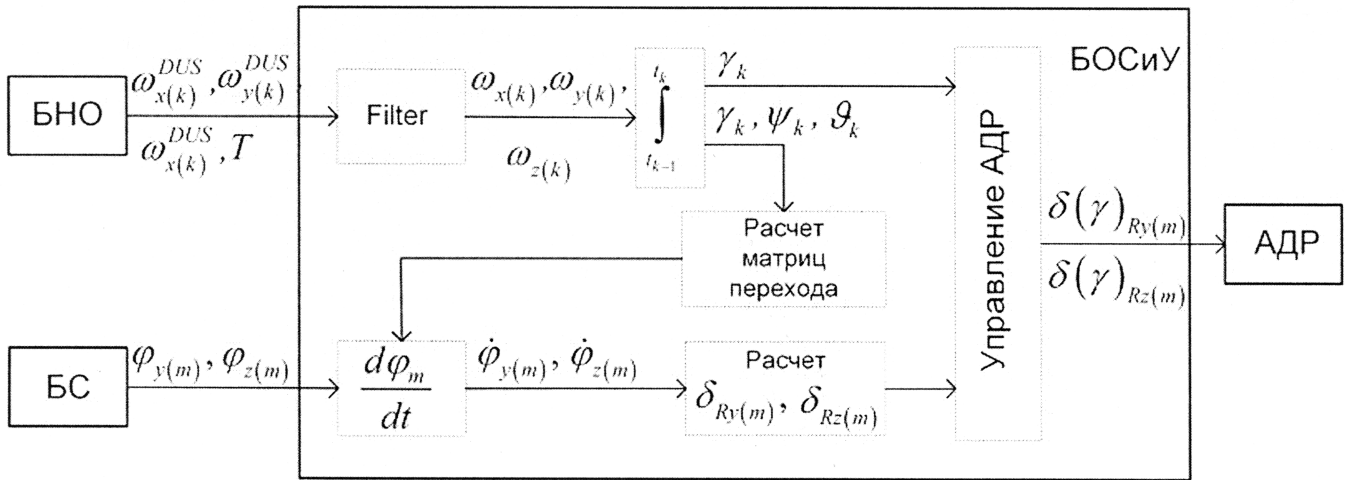 БОСиУ
БНО
ω_{x(k)}^{DUS}, ω_{y(k)}^{DUS}
ω_{x(k)}^{DUS}, T
Filter
ω_{x(k)}, ω_{y(k)},
ω_{z(k)}
∫_{t_{k-1}}^{t_k}
γ_k
γ_k, ψ_k, ϑ_k
Расчет
матриц
перехода
Управление АДР
δ(γ)_{Ry(m)}
δ(γ)_{Rz(m)}
АДР
БС
φ_{y(m)}, φ_{z(m)}
dφ_m
dt
φ̇_{y(m)}, φ̇_{z(m)}
Расчет
δ_{Ry(m)}, δ_{Rz(m)}